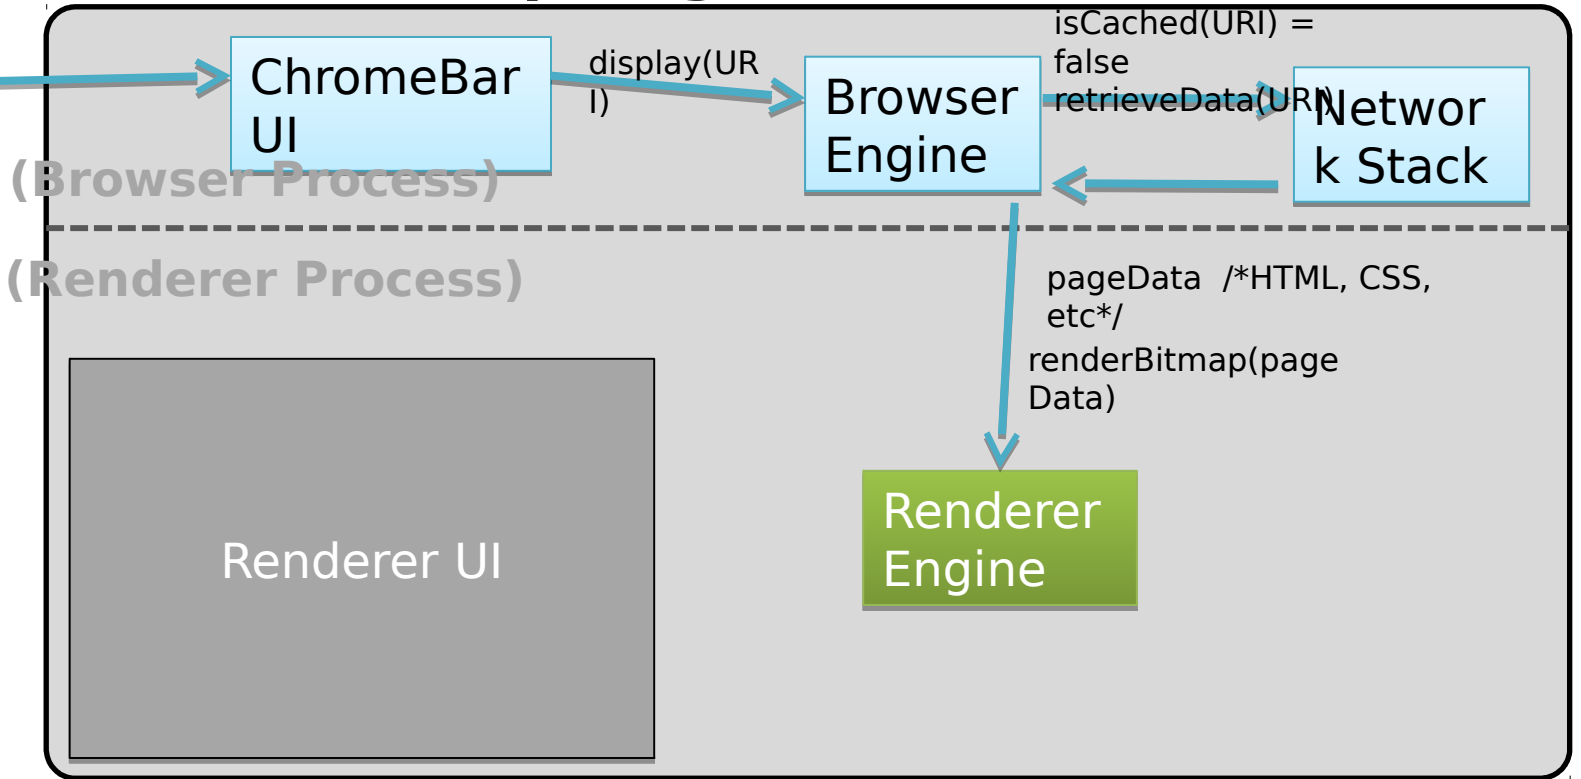 isCached(URI) =
false
retrieveData(URI)
ChromeBar
UI
display(UR
I)
Browser
Engine
Networ
k Stack
(Browser Process)
(Renderer Process)
pageData  /*HTML, CSS,
etc*/
renderBitmap(page
Data)
Renderer UI
Renderer
Engine